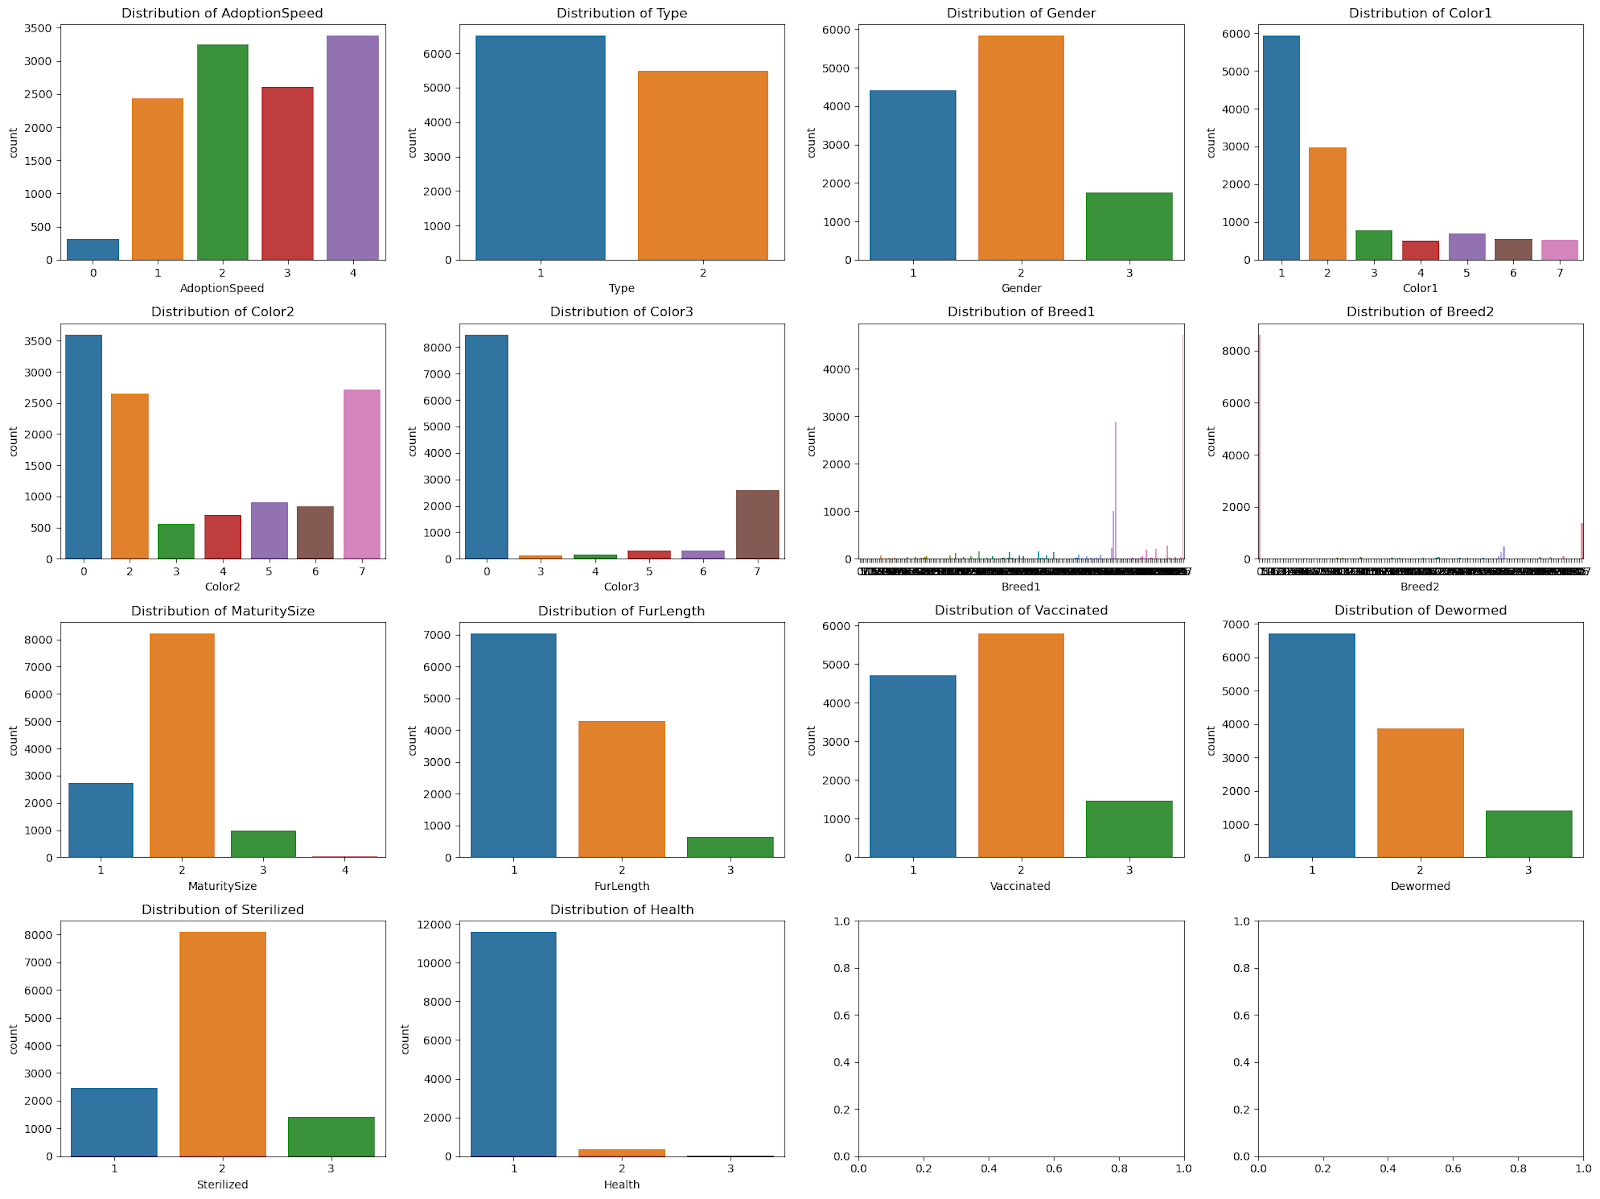 Distribution of AdoptionSpeed
3500
3000
2500
2000
1500
1000
500
0
count
0 1 2 3 4
AdoptionSpeed
Distribution of Type
6000
5000
4000
3000
2000
1000
0
count
1 2
Type
Distribution of Gender
6000
5000
4000
3000
2000
1000
0
count
1 2 3
Gender
Distribution of Color1
6000
5000
4000
3000
2000
1000
0
count
1 2 3 4 5 6 7
Color1
Distribution of Color2
3500
3000
2500
2000
1500
1000
500
0
count
0 2 3 4 5 6 7
Color2
Distribution of Color3
8000
7000
6000
5000
4000
3000
2000
1000
0
count
0 3 4 5 6 7
Color3
Distribution of Breed1
4000
3000
2000
1000
0
count
Breed1
Distribution of Breed2
8000
6000
4000
2000
0
count
Breed2
Distribution of MaturitySize
8000
7000
6000
5000
4000
3000
2000
1000
0
count
1 2 3 4
MaturitySize
Distribution of FurLength
7000
6000
5000
4000
3000
2000
1000
0
count
1 2 3
FurLength
Distribution of Vaccinated
6000
5000
4000
3000
2000
1000
0
count
1 2 3
Vaccinated
Distribution of Dewormed
7000
6000
5000
4000
3000
2000
1000
0
count
1 2 3
Dewormed
Distribution of Sterilized
8000
7000
6000
5000
4000
3000
2000
1000
0
count
1 2 3
Sterilized
Distribution of Health
12000
10000
8000
6000
4000
2000
0
count
1 2 3
Health
1.0
0.8
0.6
0.4
0.2
0.0
0.0 0.2 0.4 0.6 0.8 1.0
1.0
0.8
0.6
0.4
0.2
0.0
0.0 0.2 0.4 0.6 0.8 1.0